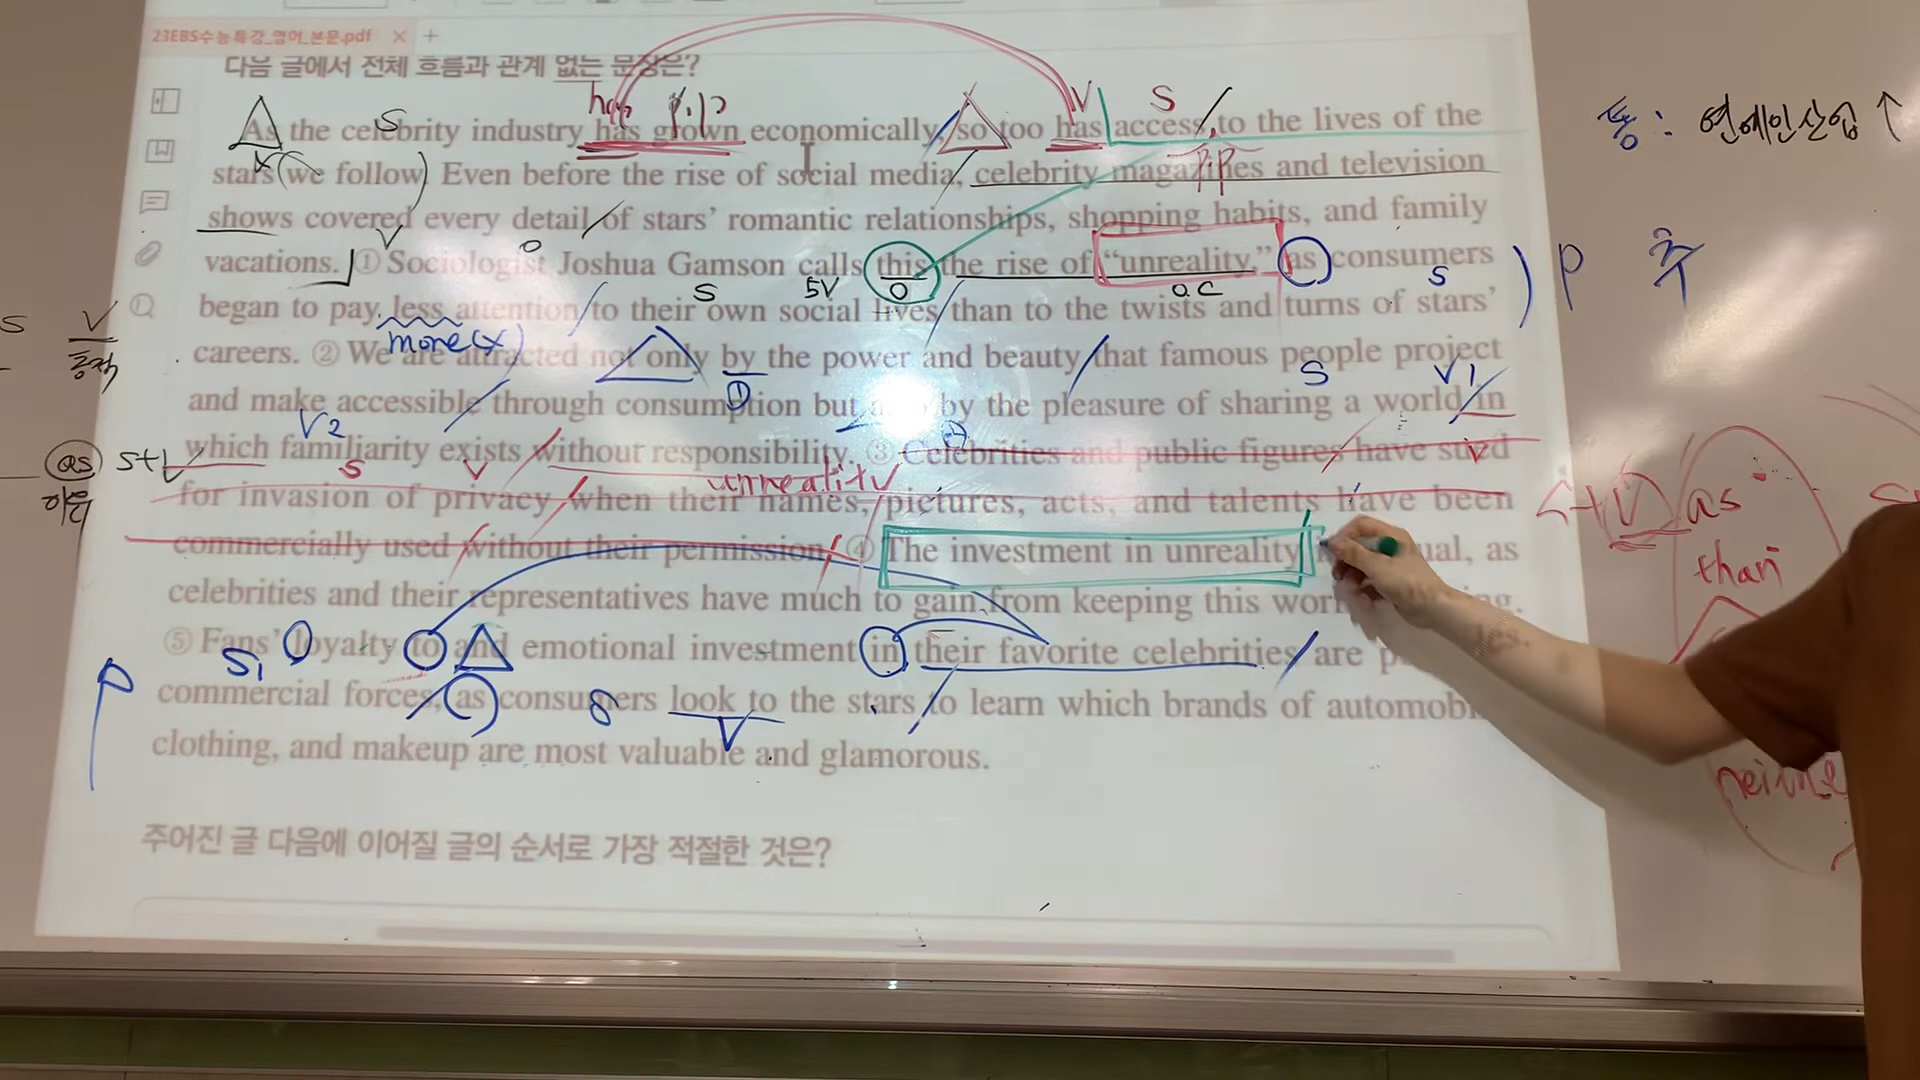 23EBS수능특강_영어_본문.pdf × +
다음 글에서 전체 흐름과 관계 없는 문장은?
has p.p
V S
As the celebrity industry has grown economically, so too has access to the lives of the
S
stars (we follow) Even before the rise of social media, celebrity magazines and television
p.p
shows covered every detail of stars' romantic relationships, shopping habits, and family
V O
vacations. ① Sociologist Joshua Gamson calls this the rise of "unreality," as consumers
S 5V O O.C S
began to pay less attention to their own social lives than to the twists and turns of stars'
more(x)
careers. ② We are attracted not only by the power and beauty that famous people project
① S V1
and make accessible through consumption but by the pleasure of sharing a world in
V2
which familiarity exists without responsibility. ③ Celebrities and public figures have sued
S V unreality V
for invasion of privacy when their names, pictures, acts, and talents have been
commercially used without their permission. ④ The investment in unreality
celebrities and their representatives have much to gain from keeping this
⑤ Fans' loyalty to and emotional investment in their favorite celebrities are
S1
commercial forces, as consumers look to the stars to learn which brands of
S V
clothing, and makeup are most valuable and glamorous.
주어진 글 다음에 이어질 글의 순서로 가장 적절한 것은?
통: 연예인산업 ↑
P 추
S V
as S+V
P
V as
than